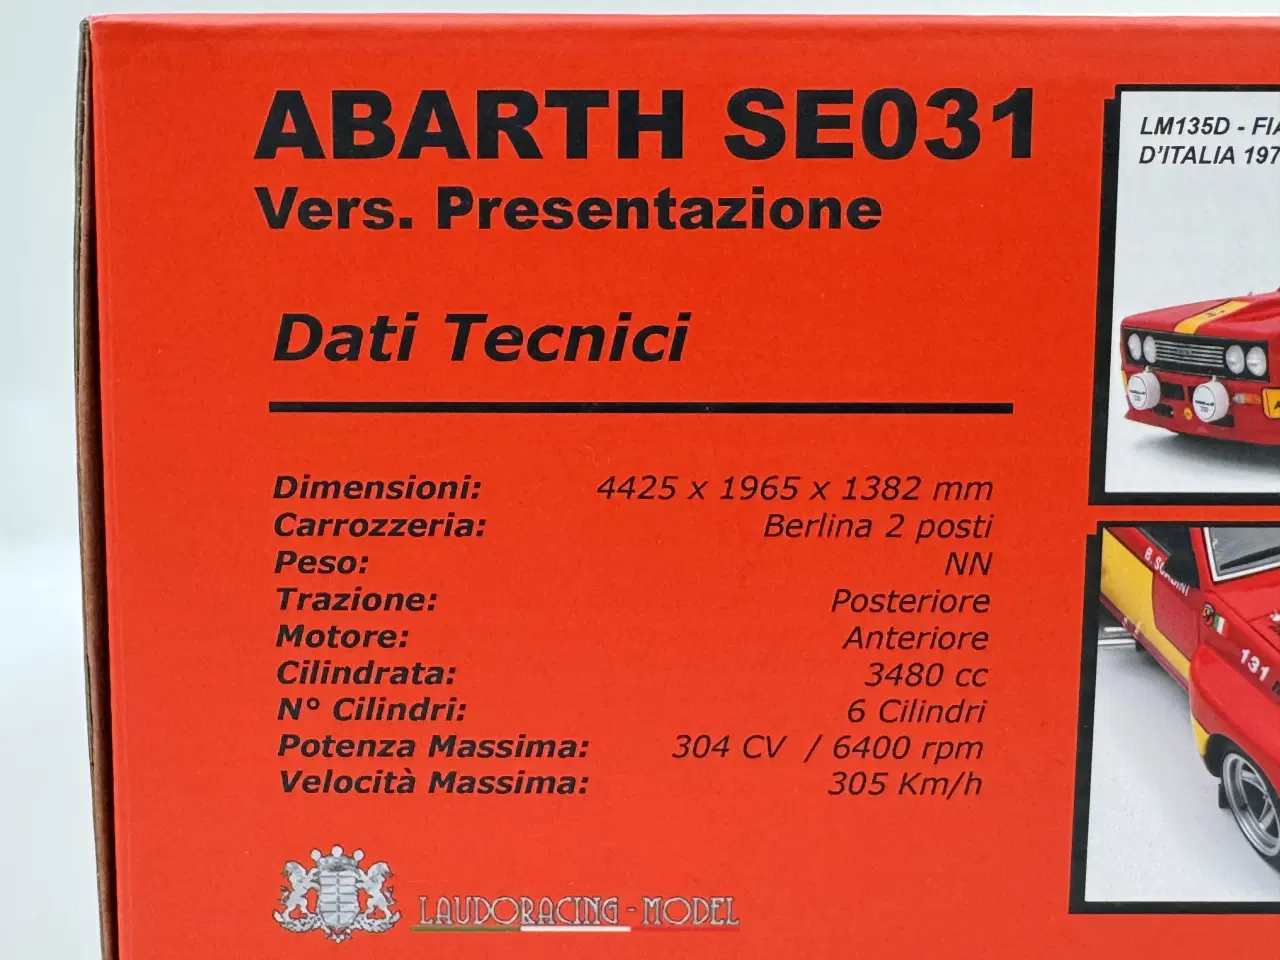 ABARTH SE031
Vers. Presentazione
Dati Tecnici
Dimensioni: 4425 x 1965 x 1382 mm
Carrozzeria: Berlina 2 posti
Peso: NN
Trazione: Posteriore
Motore: Anteriore
Cilindrata: 3480 cc
N° Cilindri: 6 Cilindri
Potenza Massima: 304 CV / 6400 rpm
Velocità Massima: 305 Km/h
LAUDORACING-MODEL
LM135D - FIA
D'ITALIA 197
131